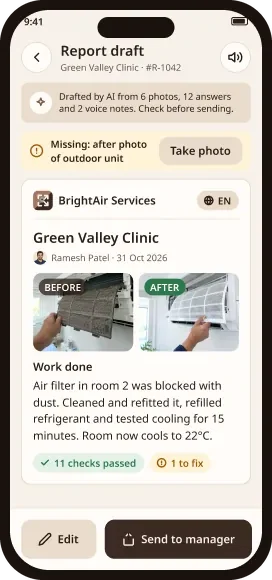 9:41
Report draft
Green Valley Clinic · #R-1042
Drafted by AI from 6 photos, 12 answers
and 2 voice notes. Check before sending.
Missing: after photo
of outdoor unit
Take photo
BrightAir Services
EN
Green Valley Clinic
Ramesh Patel · 31 Oct 2026
BEFORE
AFTER
Work done
Air filter in room 2 was blocked with
dust. Cleaned and refitted it, refilled
refrigerant and tested cooling for 15
minutes. Room now cools to 22°C.
11 checks passed
1 to fix
Edit
Send to manager